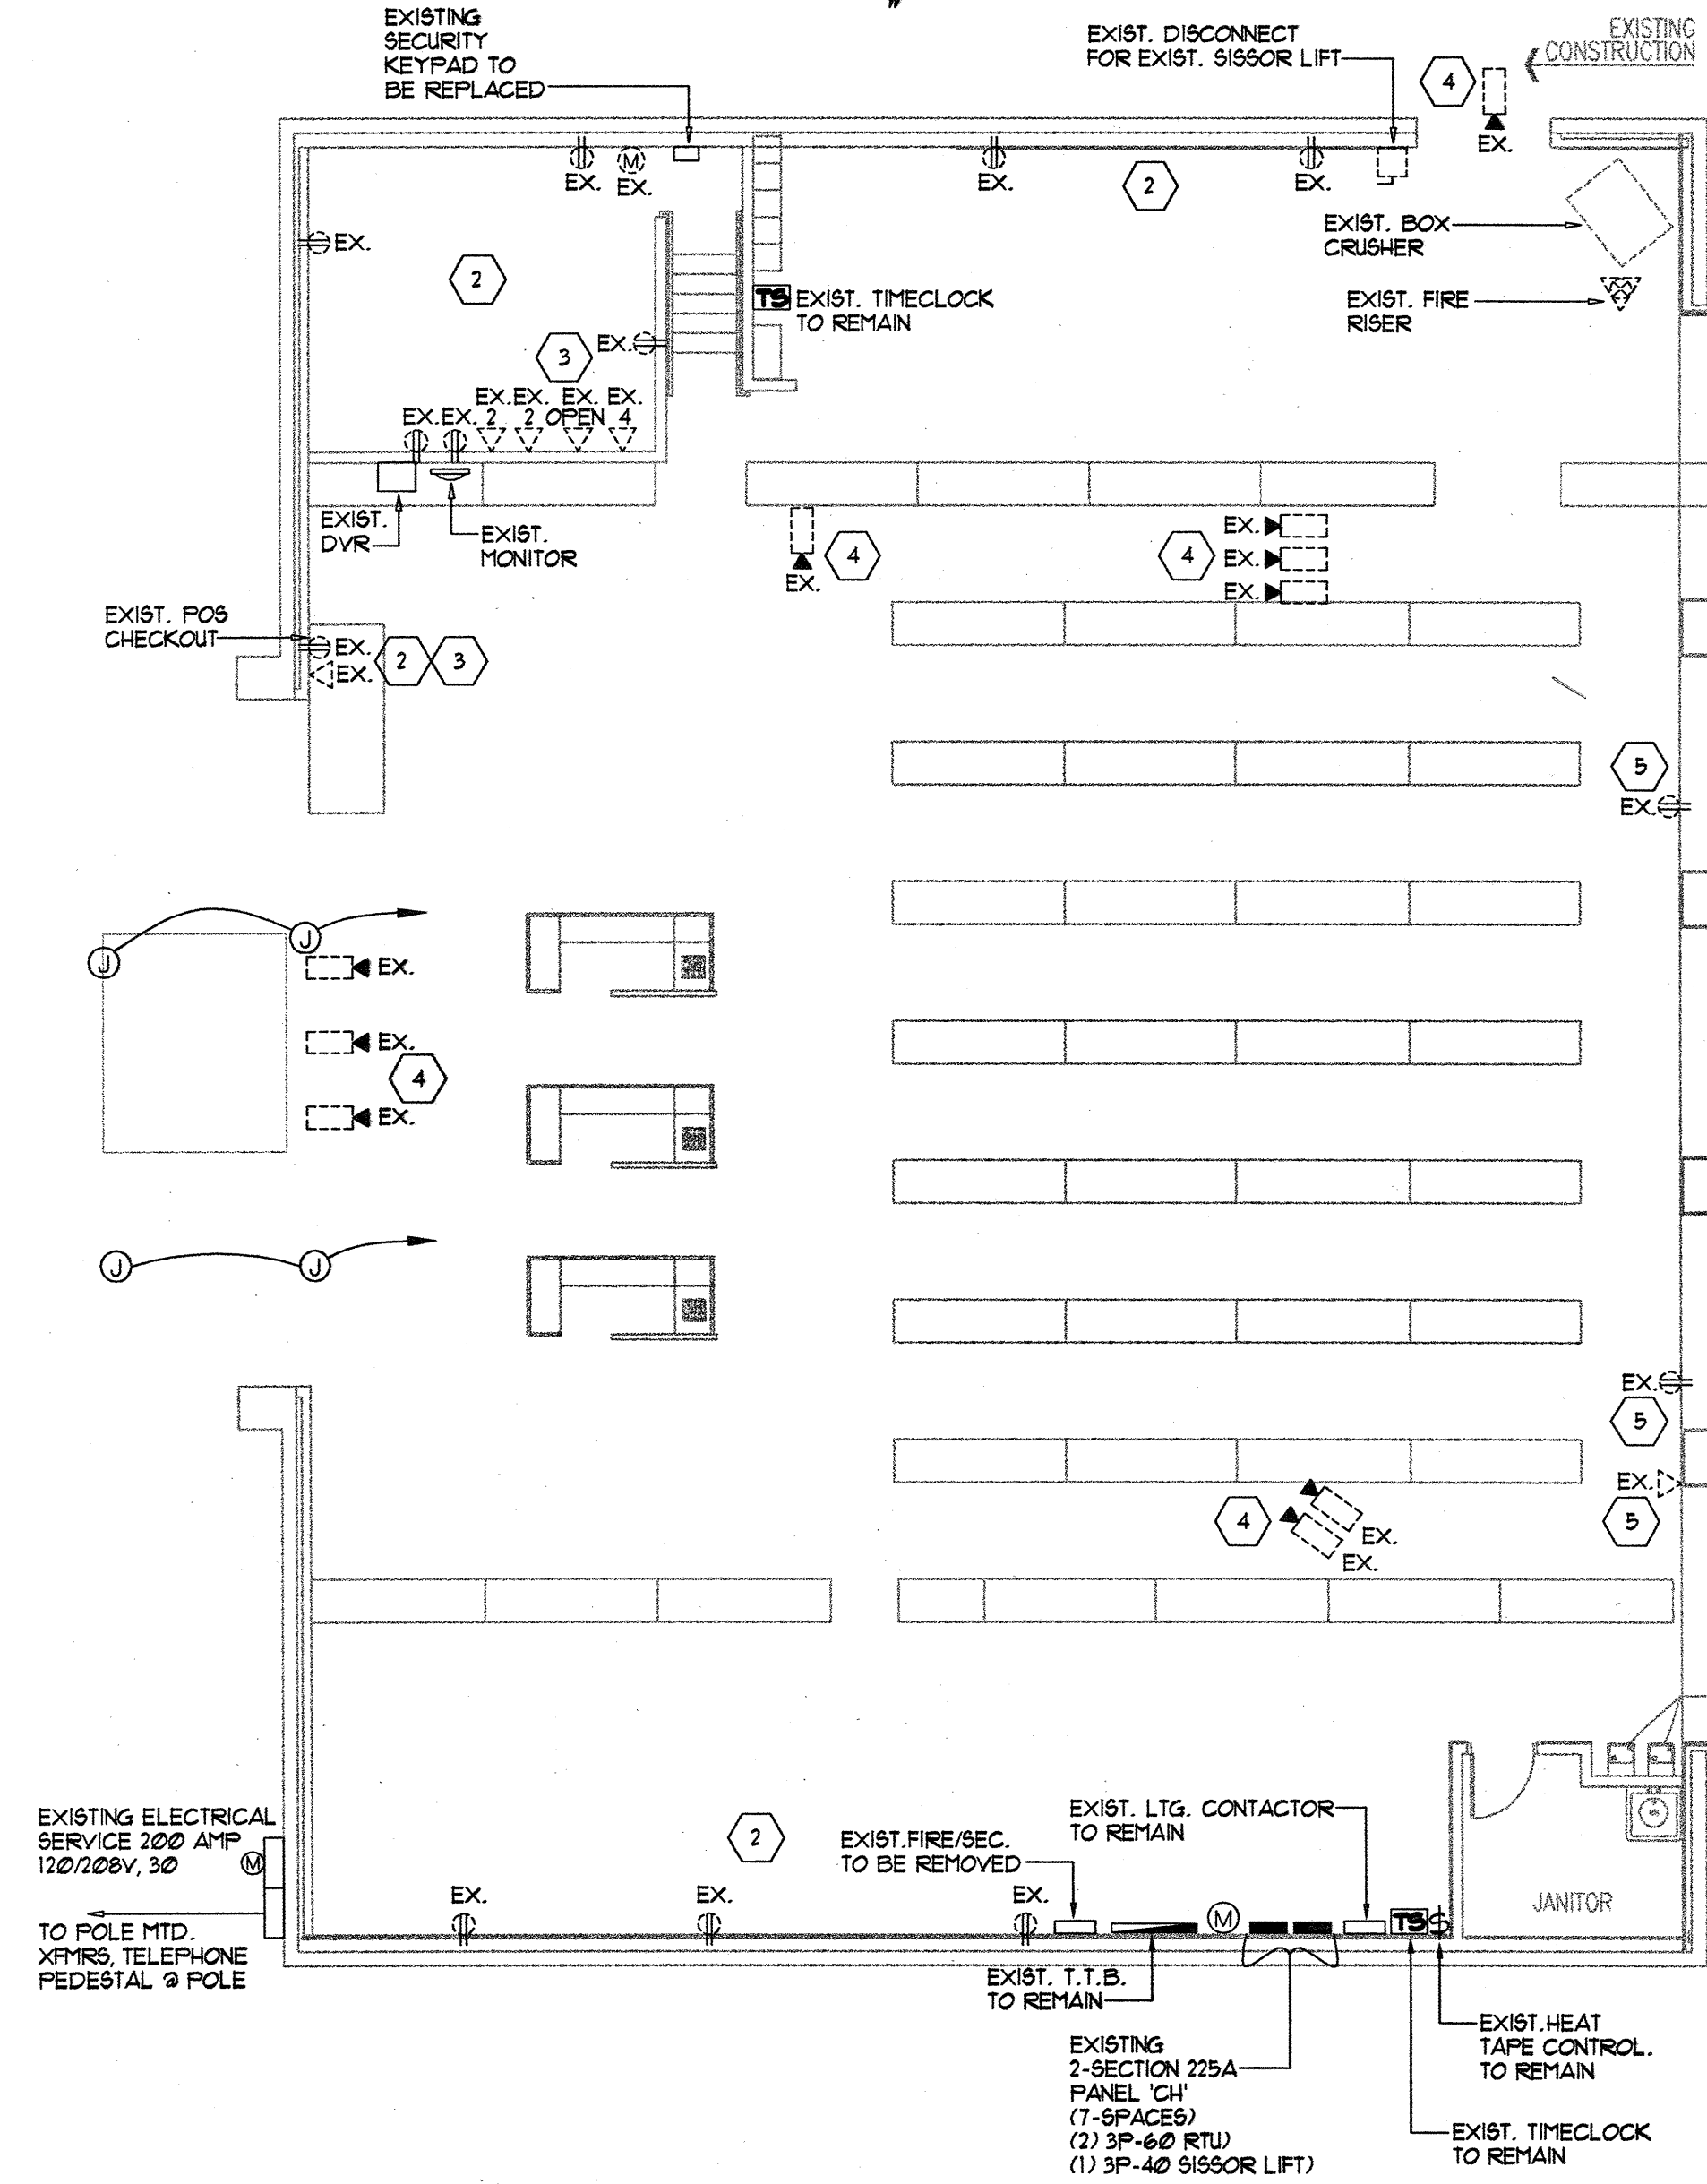 EXISTING
SECURITY
KEYPAD TO
BE REPLACED
EXIST. DISCONNECT
FOR EXIST. SISSOR LIFT
EXISTING
CONSTRUCTION
4
EX.
EX.
M
EX.
EX.
2
EX.
EX.
2
EXIST. BOX
CRUSHER
TS
EXIST. TIMECLOCK
TO REMAIN
EXIST. FIRE
RISER
EX.
3
EX. EX. EX. EX.
EX. EX. 2 2 OPEN 4
EXIST.
DVR
EXIST.
MONITOR
EX.
4
4
EX.
EX.
EX.
EXIST. POS
CHECKOUT
EX.
EX.
2
3
5
EX.
J
J
EX.
EX.
4
EX.
J
J
EX.
5
EX.
5
4
EX.
EX.
EXISTING ELECTRICAL
SERVICE 200 AMP
120/208V, 30
M
TO POLE MTD.
XFMRS, TELEPHONE
PEDESTAL @ POLE
2
EXIST.FIRE/SEC.
TO BE REMOVED
EXIST. LTG. CONTACTOR
TO REMAIN
JANITOR
EX.
EX.
EX.
M
TS
$
EXIST. T.T.B.
TO REMAIN
EXISTING
2-SECTION 225A
PANEL 'CH'
(7-SPACES)
(2) 3P-60 RTU)
(1) 3P-40 SISSOR LIFT)
EXIST.HEAT
TAPE CONTROL.
TO REMAIN
EXIST. TIMECLOCK
TO REMAIN